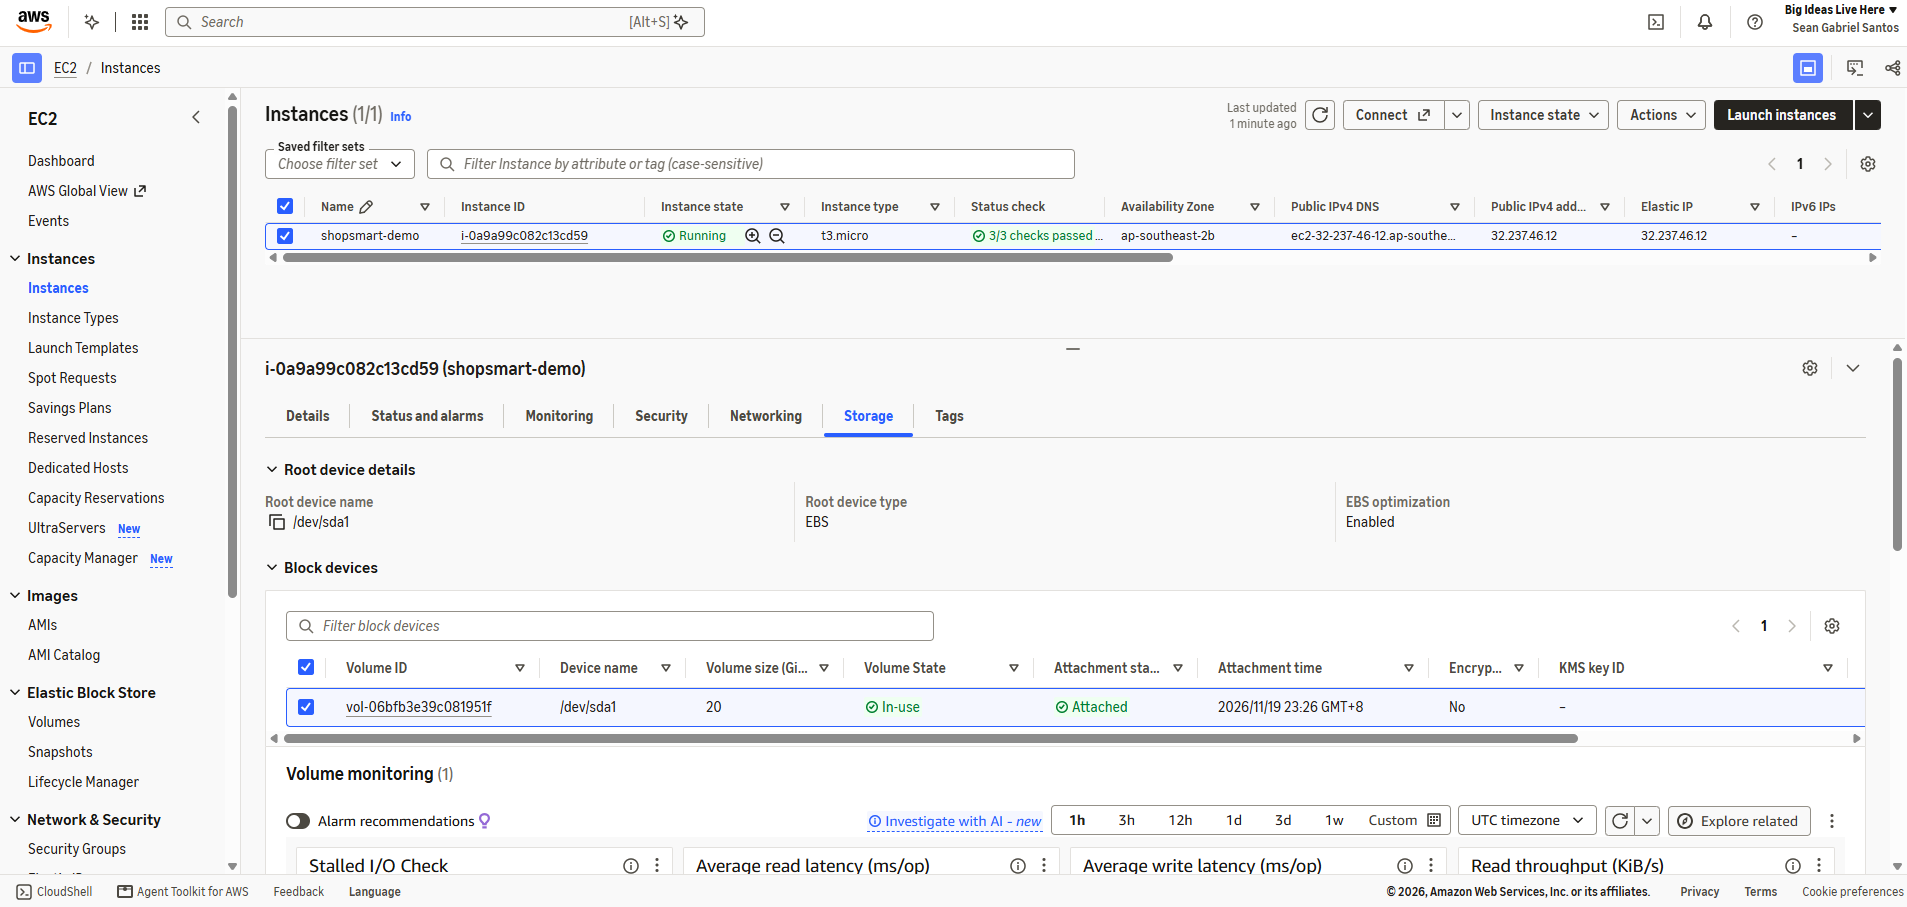 aws
Search [Alt+S]
Big Ideas Live Here
Sean Gabriel Santos
EC2 / Instances
EC2
Dashboard
AWS Global View
Events
Instances
Instances
Instance Types
Launch Templates
Spot Requests
Savings Plans
Reserved Instances
Dedicated Hosts
Capacity Reservations
UltraServers New
Capacity Manager New
Images
AMIs
AMI Catalog
Elastic Block Store
Volumes
Snapshots
Lifecycle Manager
Network & Security
Security Groups
Instances (1/1) Info
Last updated
1 minute ago
Connect
Instance state
Actions
Launch instances
Saved filter sets
Choose filter set
Filter Instance by attribute or tag (case-sensitive)
1
Name Instance ID Instance state Instance type Status check Availability Zone Public IPv4 DNS Public IPv4 add... Elastic IP IPv6 IPs
shopsmart-demo i-0a9a99c082c13cd59 Running t3.micro 3/3 checks passed ... ap-southeast-2b ec2-32-237-46-12.ap-southe... 32.237.46.12 32.237.46.12 –
i-0a9a99c082c13cd59 (shopsmart-demo)
Details Status and alarms Monitoring Security Networking Storage Tags
Root device details
Root device name Root device type EBS optimization
/dev/sda1 EBS Enabled
Block devices
Filter block devices
1
Volume ID Device name Volume size (Gi... Volume State Attachment sta... Attachment time Encryp... KMS key ID
vol-06bfb3e39c081951f /dev/sda1 20 In-use Attached 2026/11/19 23:26 GMT+8 No –
Volume monitoring (1)
Alarm recommendations
Investigate with AI - new
1h 3h 12h 1d 3d 1w Custom
UTC timezone
Explore related
Stalled I/O Check Average read latency (ms/op) Average write latency (ms/op) Read throughput (KiB/s)
CloudShell Agent Toolkit for AWS Feedback Language
© 2026, Amazon Web Services, Inc. or its affiliates. Privacy Terms Cookie preferences